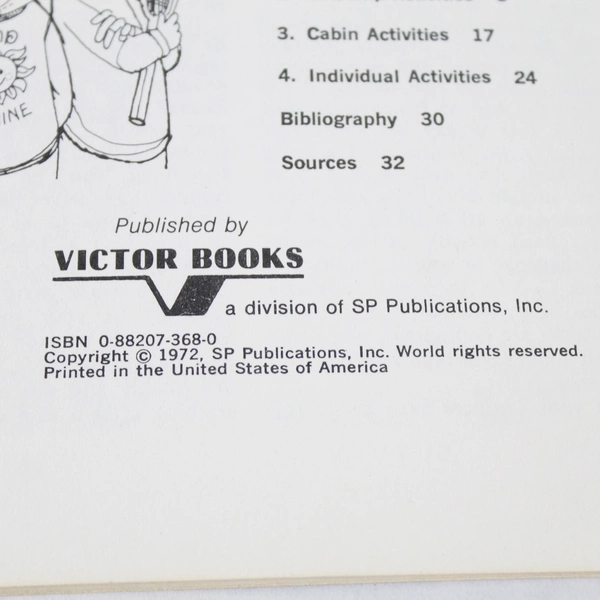 3. Cabin Activities 17
4. Individual Activities 24
Bibliography 30
Sources 32
INE
Published by
VICTOR BOOKS
a division of SP Publications, Inc.
ISBN 0-88207-368-0
Copyright © 1972, SP Publications, Inc. World rights reserved.
Printed in the United States of America